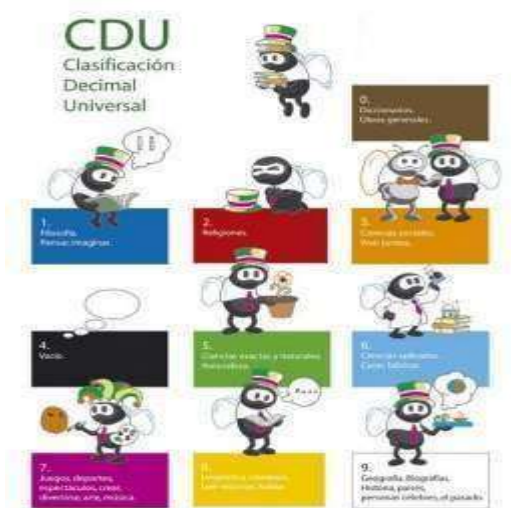 CDU
Clasificación
Decimal
Universal
0.
Diccionarios.
Obras generales.
1.
Filosofía.
Pensar, imaginar.
2.
Religiones.
3.
Ciencias sociales.
Vivir juntos.
4.
Vacío.
5.
Ciencias exactas y naturales.
Naturaleza.
6.
Ciencias aplicadas.
7.
Juegos, deportes,
espectáculos, crear,
divertirse, arte, música.
8.
9.
Geografía, Biografías,
Historia, países,
personas célebres, el pasado.